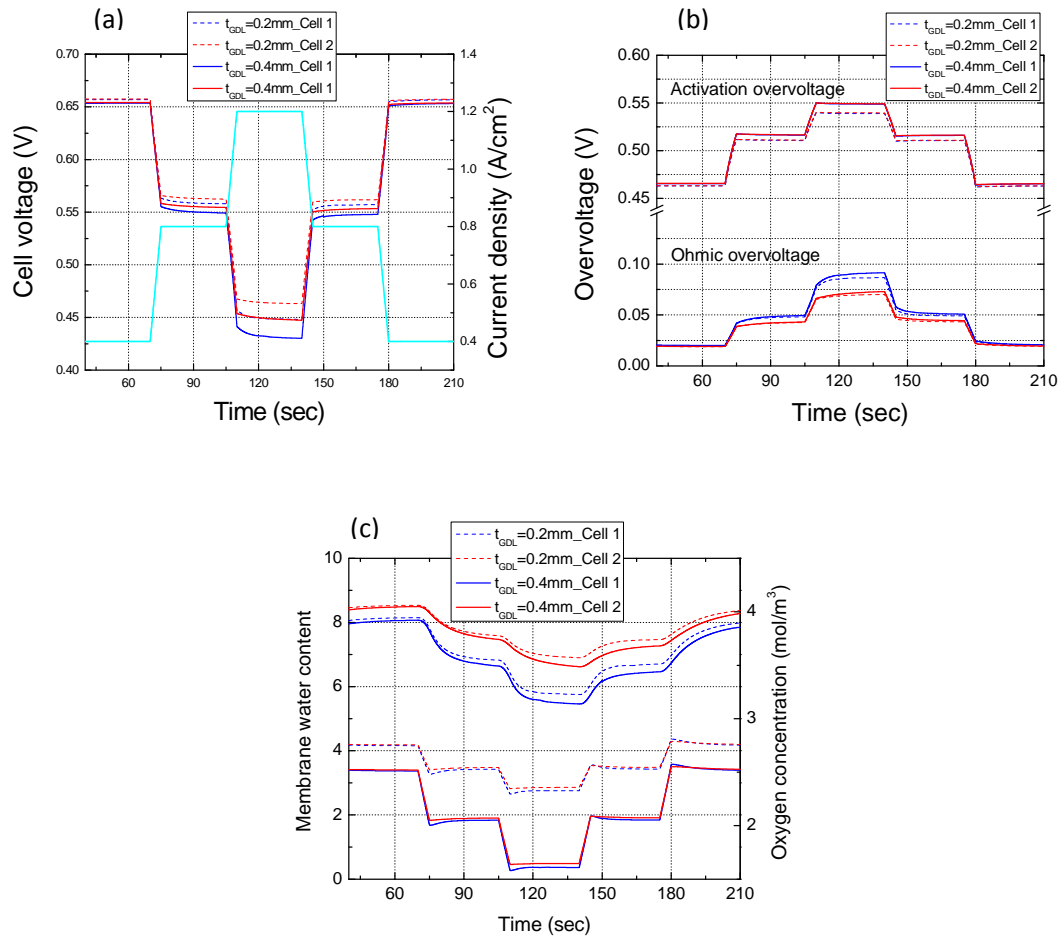 (a)
t_GDL=0.2mm_Cell 1
t_GDL=0.2mm_Cell 2
t_GDL=0.4mm_Cell 1
t_GDL=0.4mm_Cell 1
0.70
0.65
0.60
0.55
0.50
0.45
0.40
Cell voltage (V)
1.4
1.2
1.0
0.8
0.6
0.4
Current density (A/cm²)
60 90 120 150 180 210
Time (sec)
(b)
t_GDL=0.2mm_Cell 1
t_GDL=0.2mm_Cell 2
t_GDL=0.4mm_Cell 1
t_GDL=0.4mm_Cell 2
0.60
0.55
0.50
0.45
0.10
0.05
0.00
Overvoltage (V)
Activation overvoltage
Ohmic overvoltage
60 90 120 150 180 210
Time (sec)
(c)
t_GDL=0.2mm_Cell 1
t_GDL=0.2mm_Cell 2
t_GDL=0.4mm_Cell 1
t_GDL=0.4mm_Cell 2
10
8
6
4
2
0
Membrane water content
4
3
2
Oxygen concentration (mol/m³)
60 90 120 150 180 210
Time (sec)